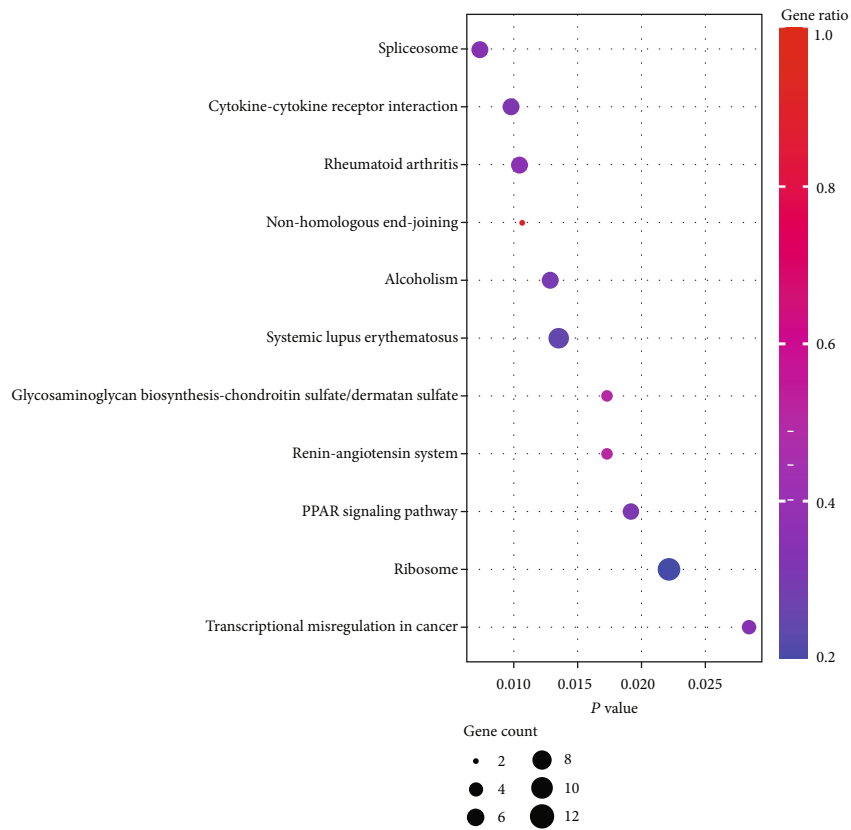 Gene ratio
1.0
Spliceosome
Cytokine-cytokine receptor interaction
Rheumatoid arthritis
0.8
Non-homologous end-joining
Alcoholism
Systemic lupus erythematosus
0.6
Glycosaminoglycan biosynthesis-chondroitin sulfate/dermatan sulfate
Renin-angiotensin system
0.4
PPAR signaling pathway
Ribosome
Transcriptional misregulation in cancer
0.2
0.010 0.015 0.020 0.025
P value
Gene count
2 8
4 10
6 12